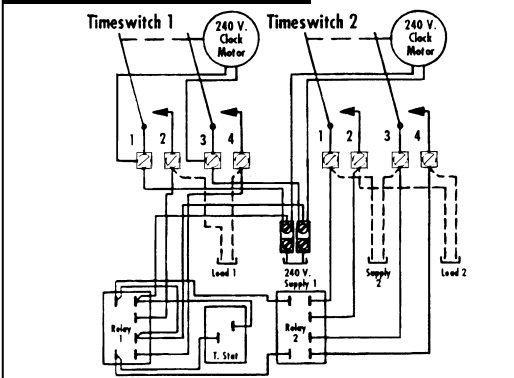 Timeswitch 1
240 V.
Clock
Motor
Timeswitch 2
240 V.
Clock
Motor
1 2 3 4
1 2 3 4
Load 1
240 V.
Supply 1
Supply
2
Load 2
Relay
1
T. Stat
Relay
2